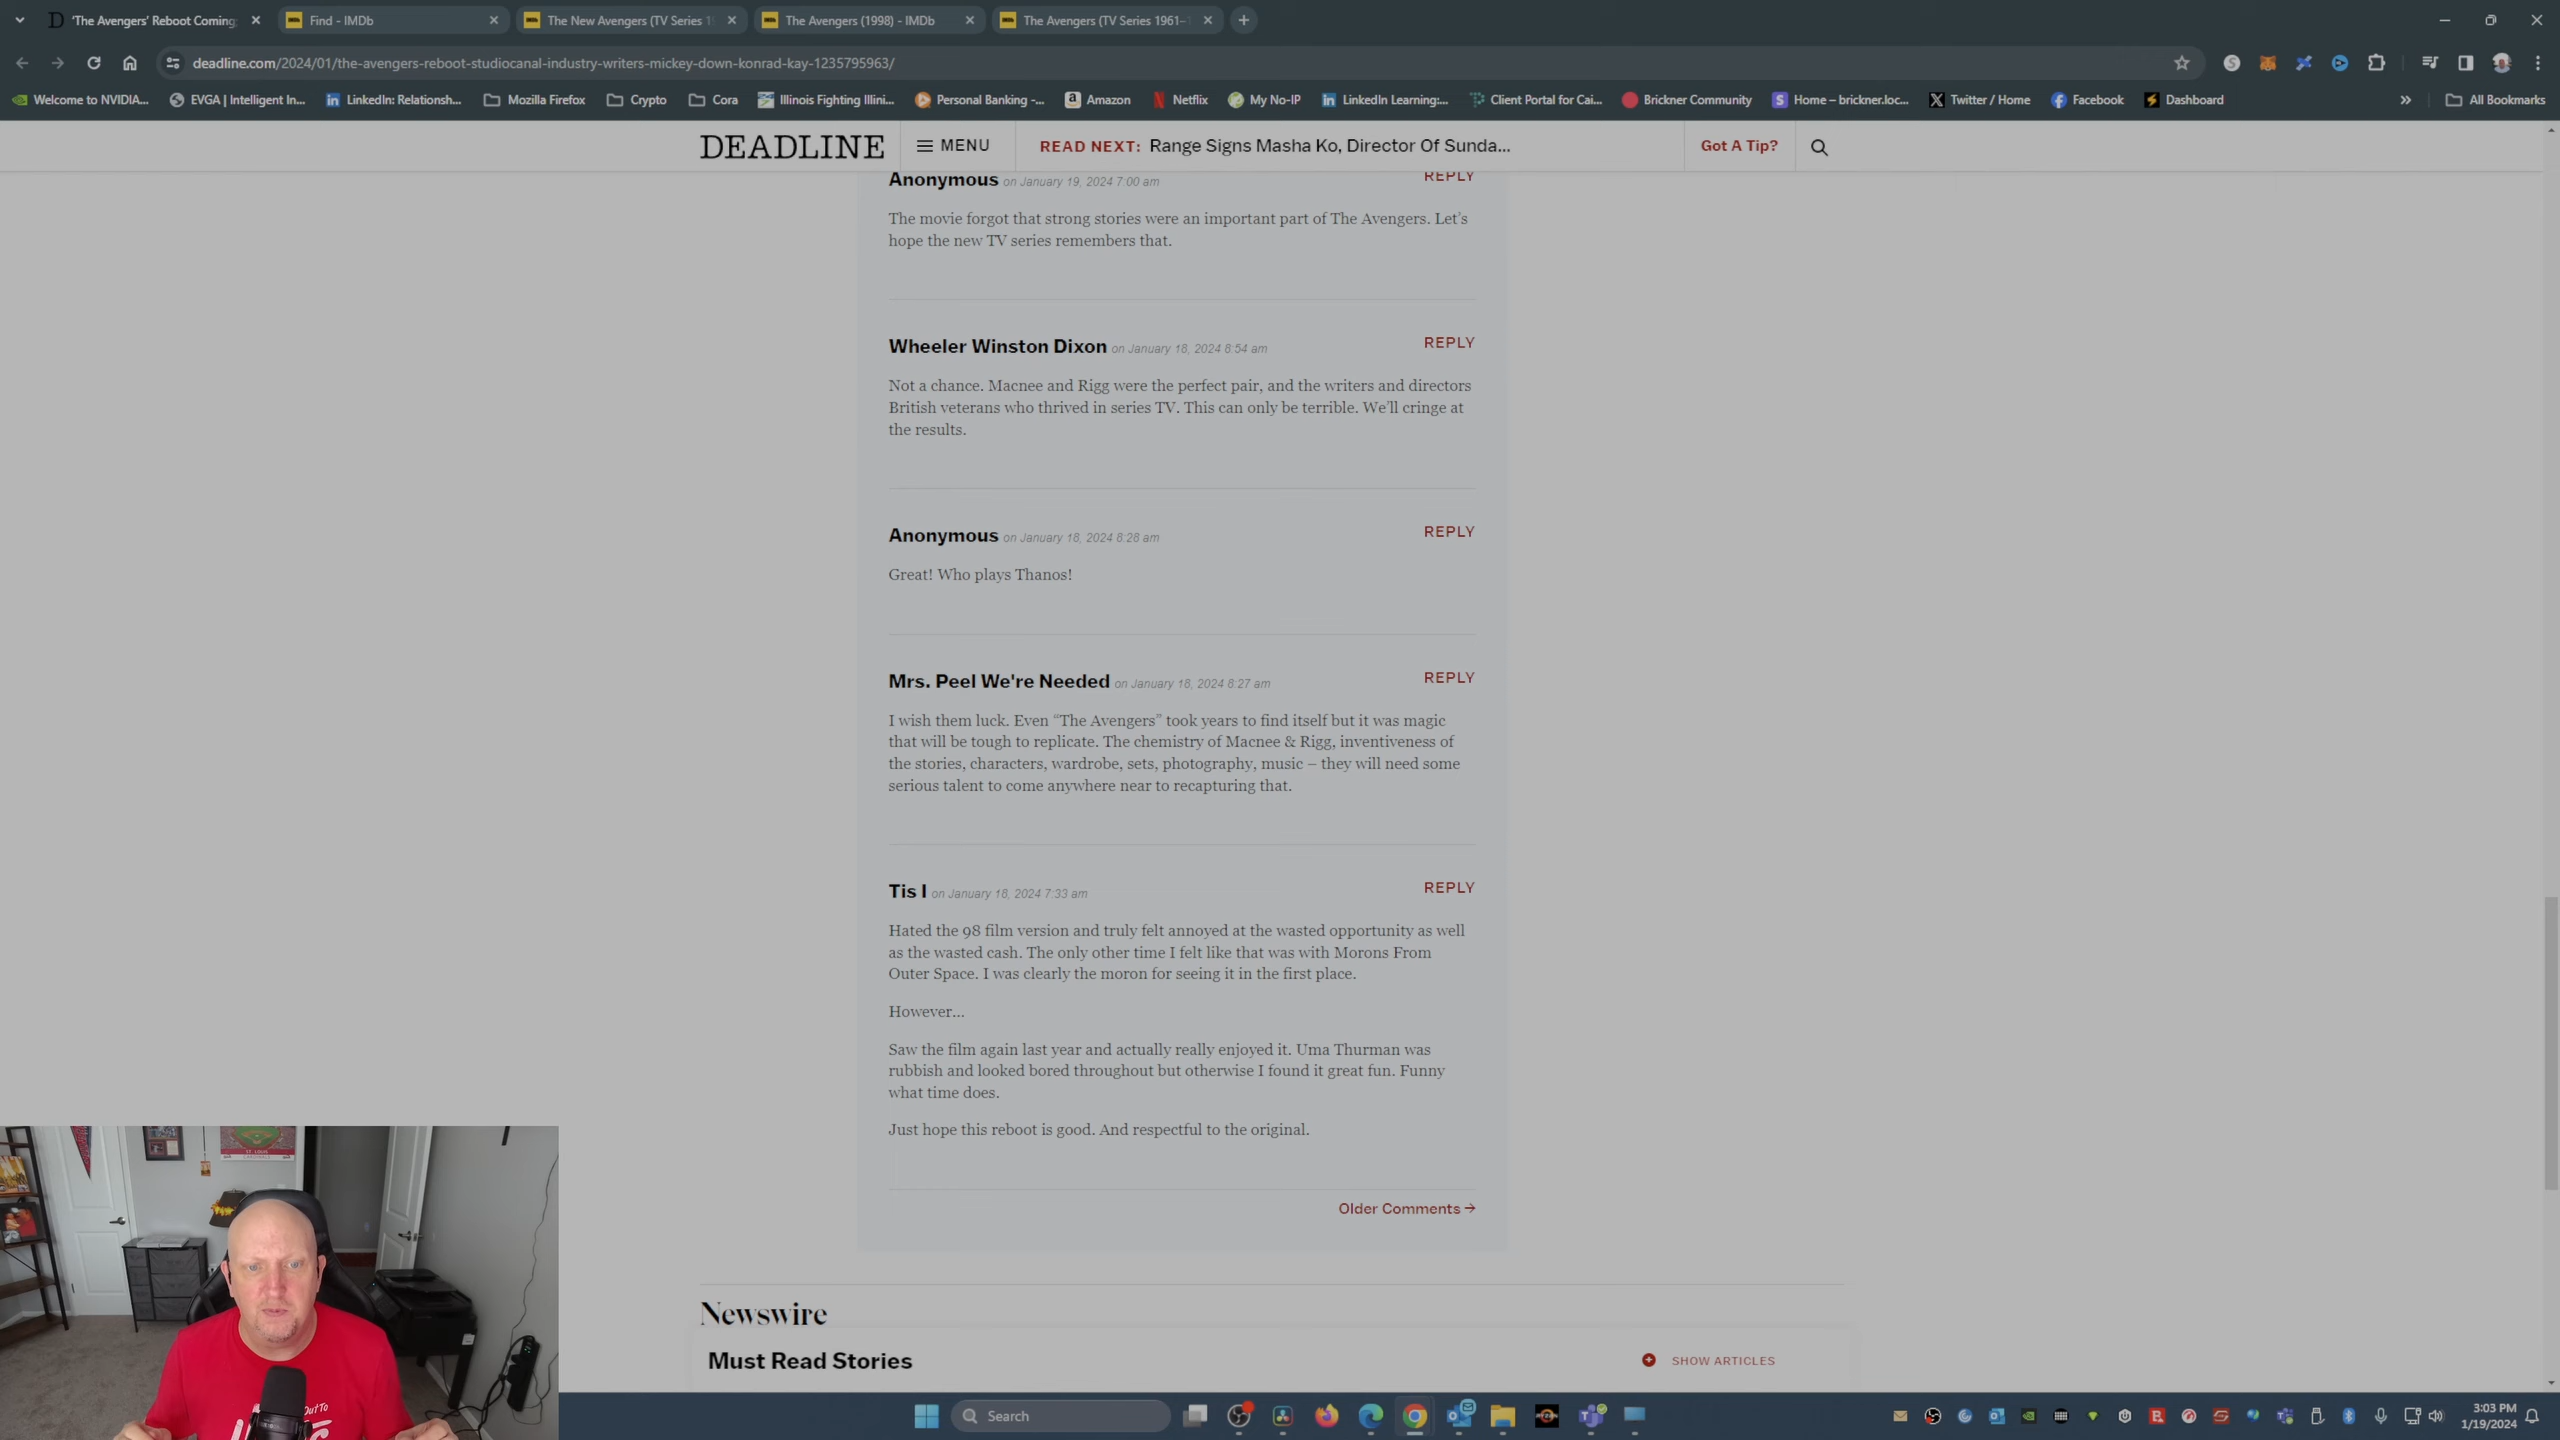 'The Avengers' Reboot Coming
Find - IMDb
The New Avengers (TV Series 1
The Avengers (1998) - IMDb
The Avengers (TV Series 1961–
deadline.com/2024/01/the-avengers-reboot-studiocanal-industry-writers-mickey-down-konrad-kay-1235795963/
Welcome to NVIDIA...
EVGA | Intelligent In...
LinkedIn: Relationsh...
Mozilla Firefox
Crypto
Cora
Illinois Fighting Illini...
Personal Banking -...
Amazon
Netflix
My No-IP
LinkedIn Learning:...
Client Portal for Cai...
Brickner Community
Home – brickner.loc...
Twitter / Home
Facebook
Dashboard
All Bookmarks
DEADLINE
MENU
READ NEXT: Range Signs Masha Ko, Director Of Sunda...
Got A Tip?
Anonymous on January 19, 2024 7:00 am
REPLY
The movie forgot that strong stories were an important part of The Avengers. Let's
hope the new TV series remembers that.
Wheeler Winston Dixon on January 18, 2024 8:54 am
REPLY
Not a chance. Macnee and Rigg were the perfect pair, and the writers and directors
British veterans who thrived in series TV. This can only be terrible. We'll cringe at
the results.
Anonymous on January 18, 2024 8:28 am
REPLY
Great! Who plays Thanos!
Mrs. Peel We're Needed on January 18, 2024 8:27 am
REPLY
I wish them luck. Even “The Avengers” took years to find itself but it was magic
that will be tough to replicate. The chemistry of Macnee & Rigg, inventiveness of
the stories, characters, wardrobe, sets, photography, music – they will need some
serious talent to come anywhere near to recapturing that.
Tis I on January 18, 2024 7:33 am
REPLY
Hated the 98 film version and truly felt annoyed at the wasted opportunity as well
as the wasted cash. The only other time I felt like that was with Morons From
Outer Space. I was clearly the moron for seeing it in the first place.
However…
Saw the film again last year and actually really enjoyed it. Uma Thurman was
rubbish and looked bored throughout but otherwise I found it great fun. Funny
what time does.
Just hope this reboot is good. And respectful to the original.
Older Comments →
Newswire
Must Read Stories
SHOW ARTICLES
ST. LOUIS
CARDINALS
Search
3:03 PM
1/19/2024